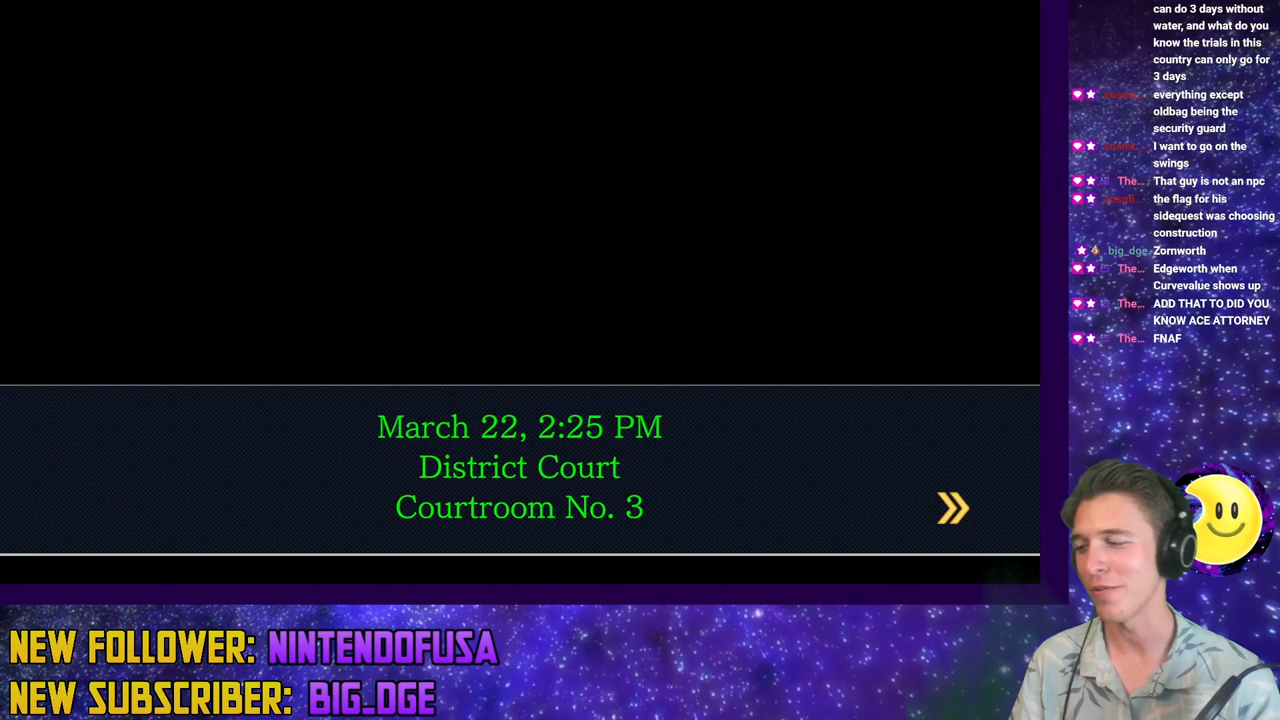 can do 3 days without
water, and what do you
know the trials in this
country can only go for
3 days
everything except
oldbag being the
security guard
I want to go on the
swings
The... That guy is not an npc
the flag for his
sidequest was choosing
construction
big_dge Zornworth
The... Edgeworth when
Curvevalue shows up
The... ADD THAT TO DID YOU
KNOW ACE ATTORNEY
The... FNAF
March 22, 2:25 PM
District Court
Courtroom No. 3
NEW FOLLOWER: NINTENDOFUSA
NEW SUBSCRIBER: BIG_DGE